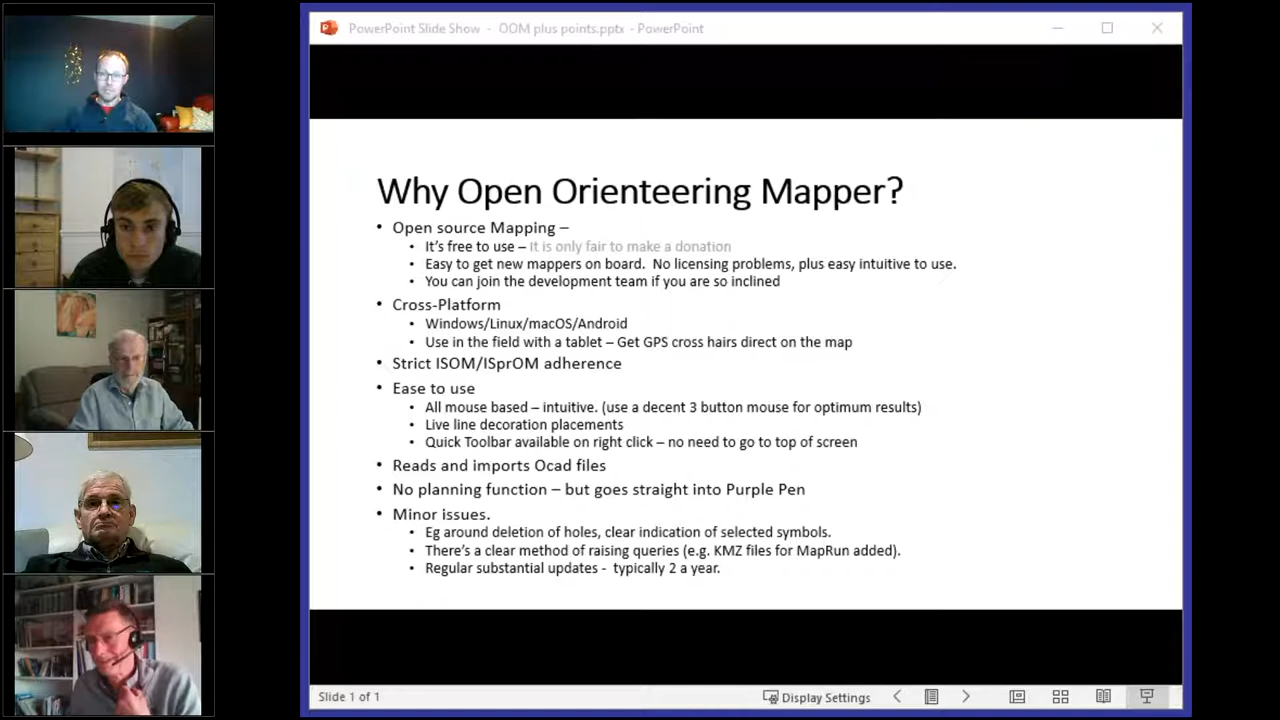 PowerPoint Slide Show - OOM plus points.pptx - PowerPoint
Why Open Orienteering Mapper?
• Open source Mapping –
• It's free to use – It is only fair to make a donation
• Easy to get new mappers on board. No licensing problems, plus easy intuitive to use.
• You can join the development team if you are so inclined
• Cross-Platform
• Windows/Linux/macOS/Android
• Use in the field with a tablet – Get GPS cross hairs direct on the map
• Strict ISOM/ISprOM adherence
• Ease to use
• All mouse based – intuitive. (use a decent 3 button mouse for optimum results)
• Live line decoration placements
• Quick Toolbar available on right click – no need to go to top of screen
• Reads and imports Ocad files
• No planning function – but goes straight into Purple Pen
• Minor issues.
• Eg around deletion of holes, clear indication of selected symbols.
• There's a clear method of raising queries (e.g. KMZ files for MapRun added).
• Regular substantial updates - typically 2 a year.
Slide 1 of 1
Display Settings